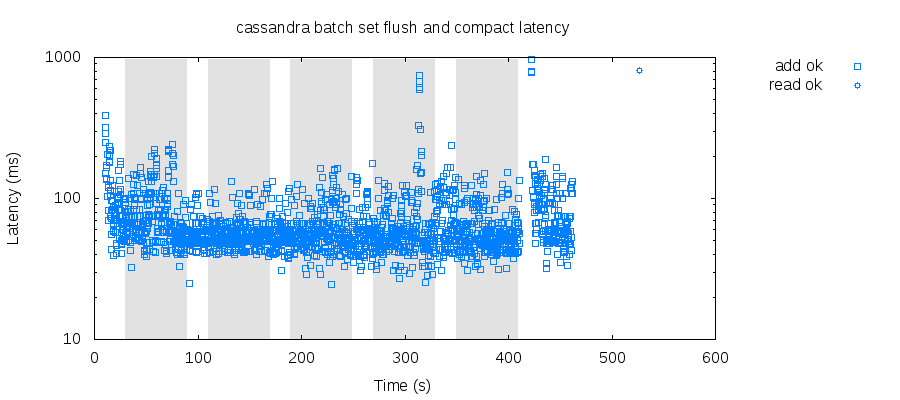 cassandra batch set flush and compact latency
1000
100
10
Latency (ms)
0 100 200 300 400 500 600
Time (s)
add ok
read ok